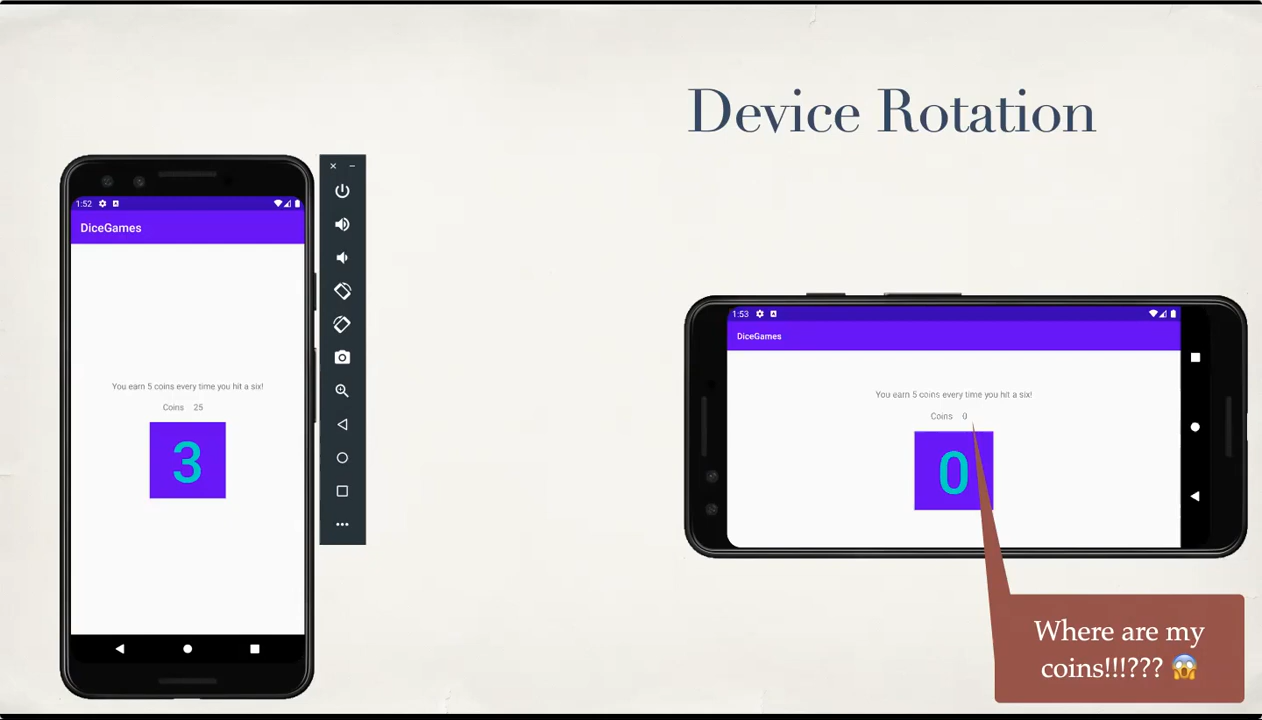 Device Rotation
1:52
DiceGames
You earn 5 coins every time you hit a six!
Coins 25
3
1:53
DiceGames
You earn 5 coins every time you hit a six!
Coins 0
0
Where are my
coins!!!??? 😱